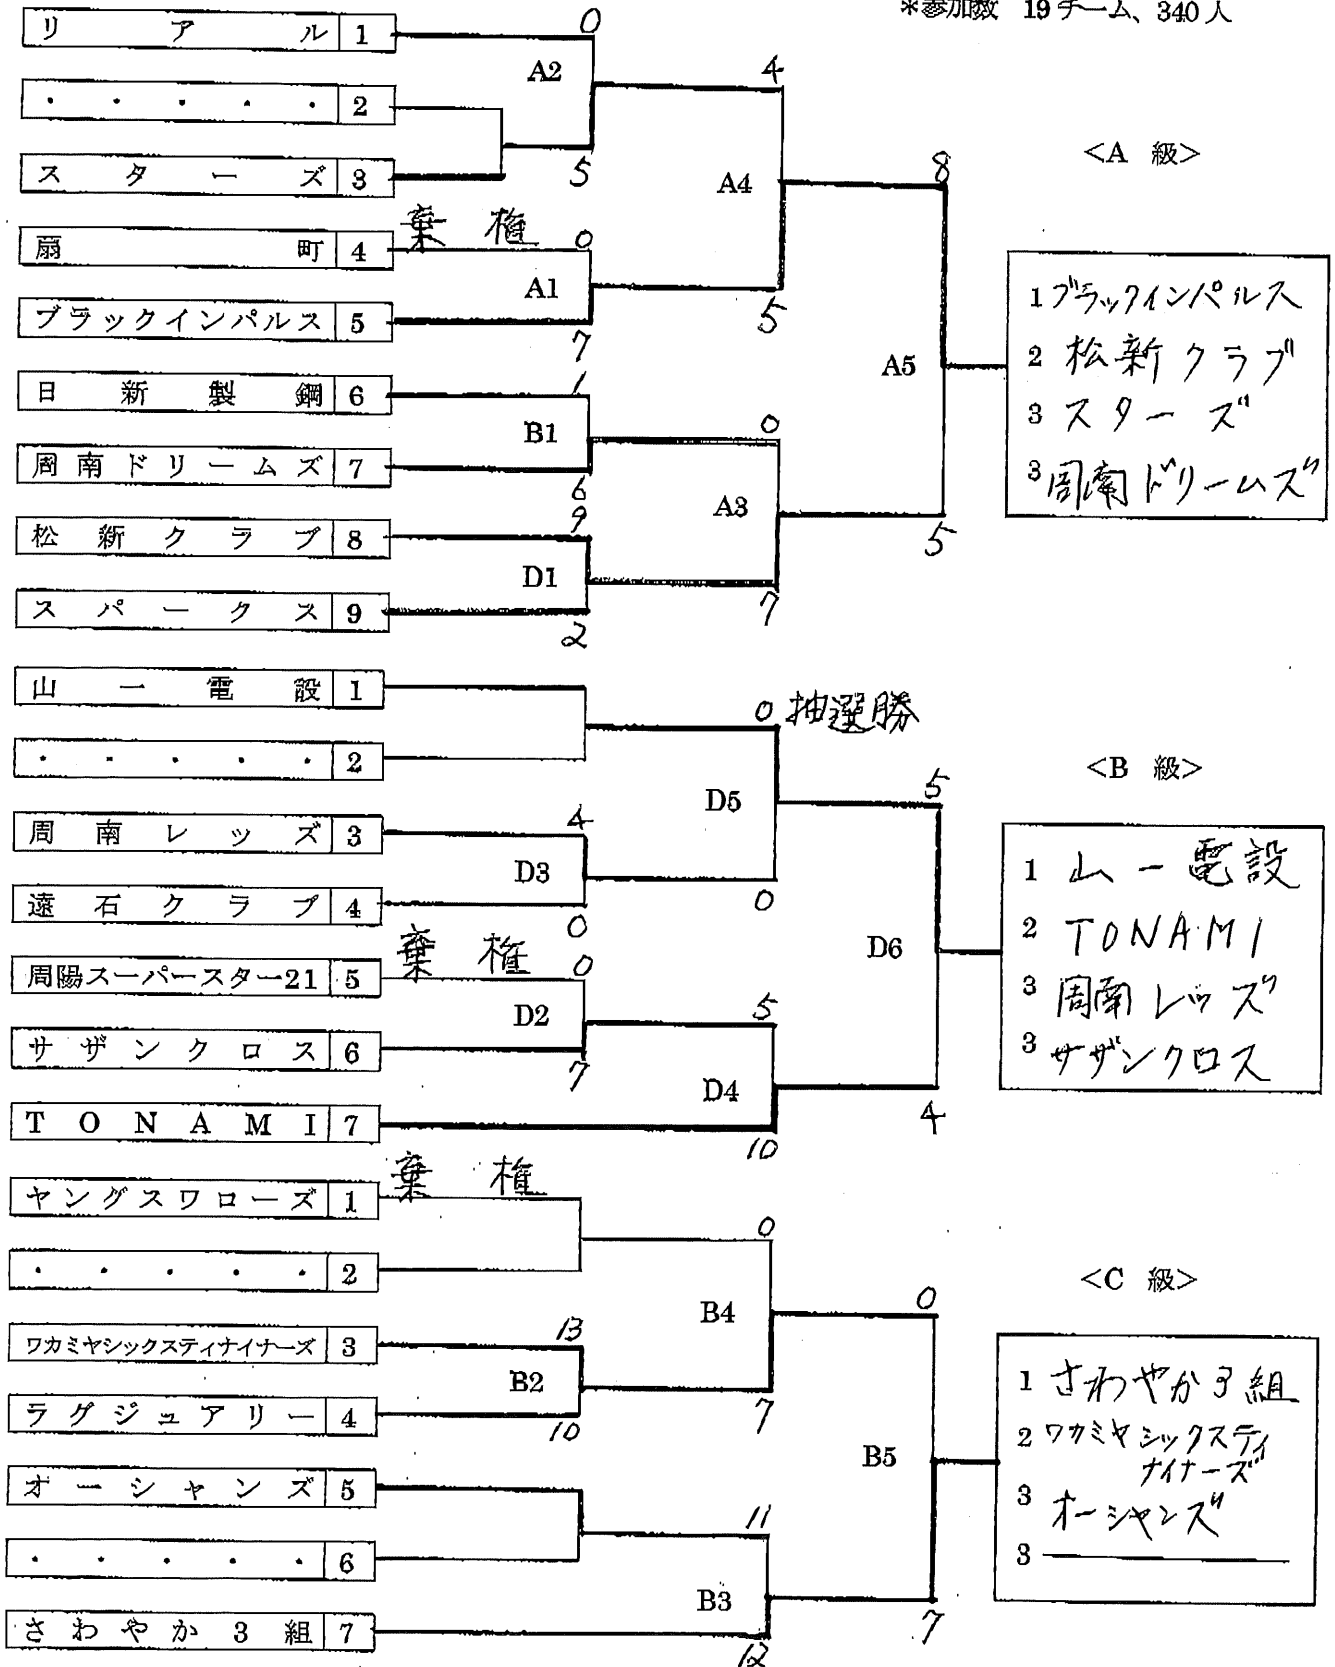 *参加数 19チーム、340人
リアル 1
0
A2
・・・・・ 2
4
スターズ 3
5
<A 級>
8
A4
扇町 4
棄権
0
A1
ブラックインパルス 5
7
5
1 ブラックインパルス
2 松新クラブ
3 スターズ
3 周南ドリームズ
A5
日新製鋼 6
1
B1
周南ドリームズ 7
6
0
A3
松新クラブ 8
9
D1
スパークス 9
2
7
5
山一電設 1
0 抽選勝
・・・・・ 2
<B 級>
5
D5
周南レッズ 3
4
D3
遠石クラブ 4
0
0
1 山一電設
2 TONAMI
3 周南レッズ
3 サザンクロス
D6
周陽スーパースター21 5
棄権
0
D2
サザンクロス 6
7
5
D4
TONAMI 7
10
4
ヤングスワローズ 1
棄権
0
・・・・・ 2
<C 級>
0
B4
ワカミヤシックスティナイナーズ 3
13
B2
ラグジュアリー 4
10
7
1 さわやか3組
2 ワカミヤシックスティ
ナイナーズ
3 オーシャンズ
3
B5
オーシャンズ 5
11
・・・・・ 6
B3
さわやか3組 7
12
7